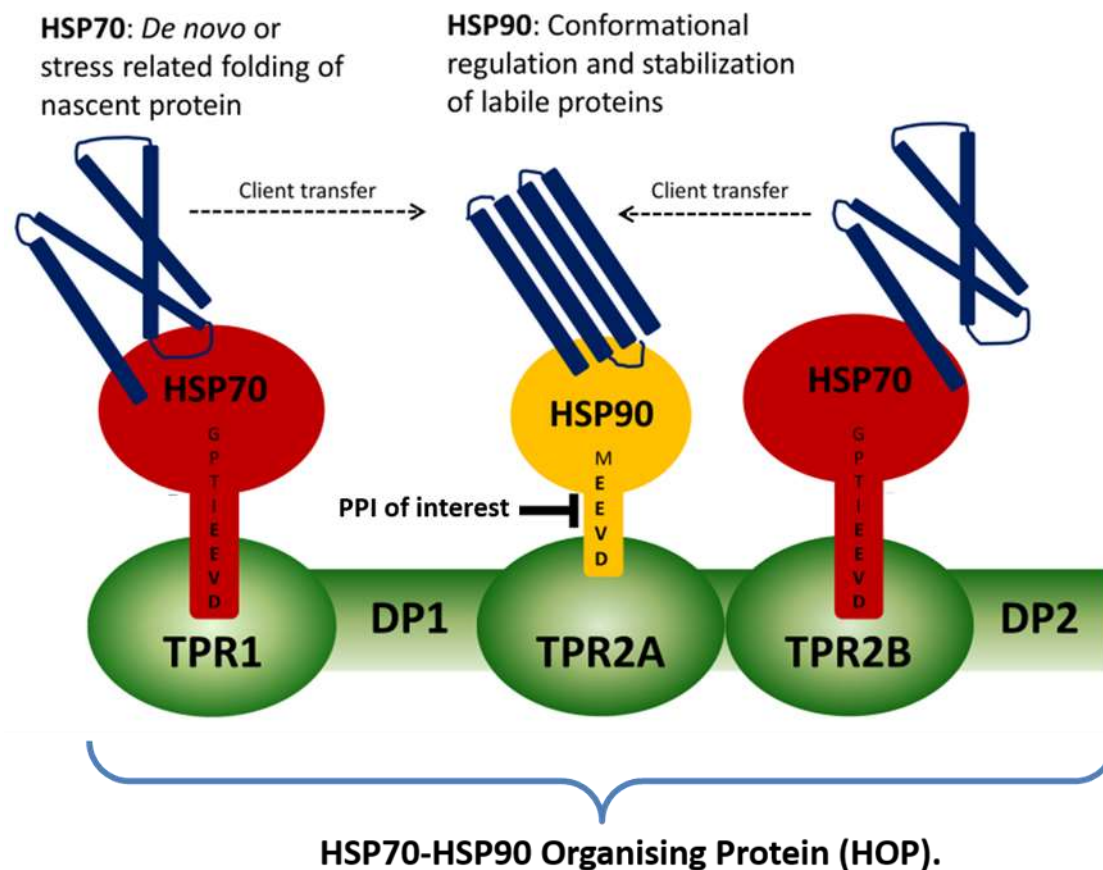 HSP70: De novo or
stress related folding of
nascent protein
HSP90: Conformational
regulation and stabilization
of labile proteins
Client transfer
Client transfer
HSP70
HSP90
HSP70
G
P
T
I
E
E
V
D
M
E
E
V
D
G
P
T
I
E
E
V
D
PPI of interest
TPR1
DP1
TPR2A
TPR2B
DP2
HSP70-HSP90 Organising Protein (HOP).